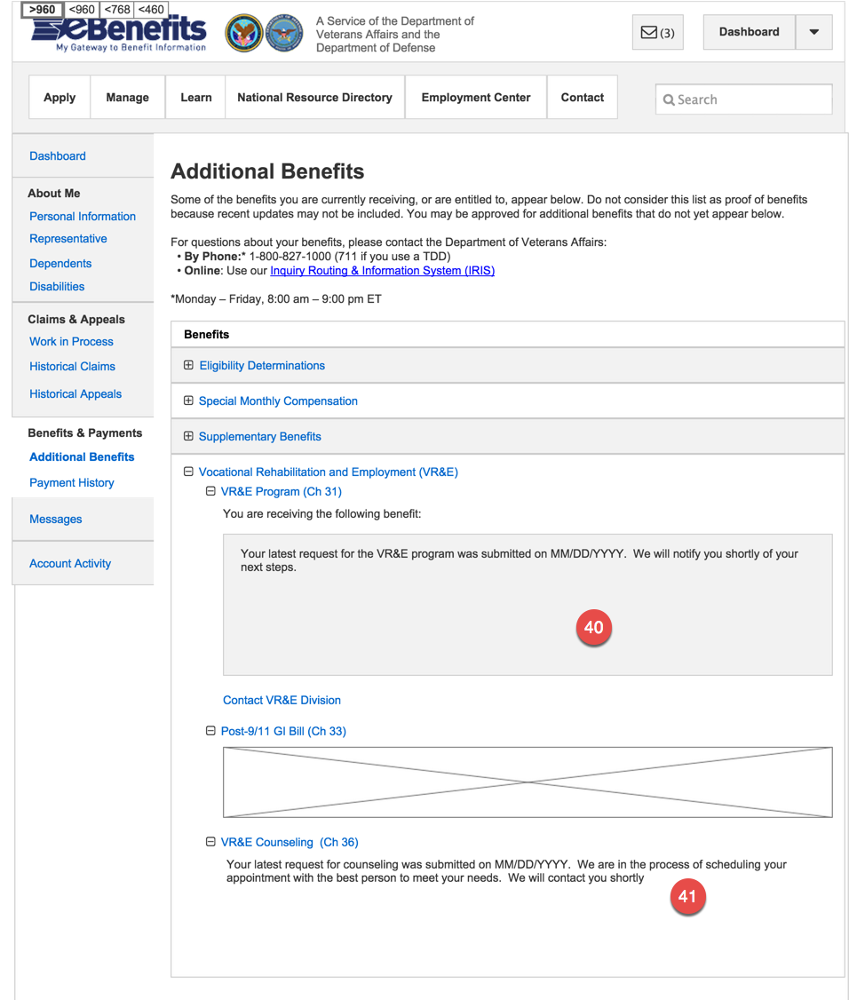 >960 <960 <768 <460
eBenefits
My Gateway to Benefit Information
A Service of the Department of
Veterans Affairs and the
Department of Defense
(3)
Dashboard
Apply Manage Learn National Resource Directory Employment Center Contact
Search
Dashboard
About Me
Personal Information
Representative
Dependents
Disabilities
Claims & Appeals
Work in Process
Historical Claims
Historical Appeals
Benefits & Payments
Additional Benefits
Payment History
Messages
Account Activity
Additional Benefits
Some of the benefits you are currently receiving, or are entitled to, appear below. Do not consider this list as proof of benefits
because recent updates may not be included. You may be approved for additional benefits that do not yet appear below.
For questions about your benefits, please contact the Department of Veterans Affairs:
• By Phone:* 1-800-827-1000 (711 if you use a TDD)
• Online: Use our Inquiry Routing & Information System (IRIS)
*Monday – Friday, 8:00 am – 9:00 pm ET
Benefits
Eligibility Determinations
Special Monthly Compensation
Supplementary Benefits
Vocational Rehabilitation and Employment (VR&E)
VR&E Program (Ch 31)
You are receiving the following benefit:
Your latest request for the VR&E program was submitted on MM/DD/YYYY. We will notify you shortly of your
next steps.
40
Contact VR&E Division
Post-9/11 GI Bill (Ch 33)
VR&E Counseling (Ch 36)
Your latest request for counseling was submitted on MM/DD/YYYY. We are in the process of scheduling your
appointment with the best person to meet your needs. We will contact you shortly
41